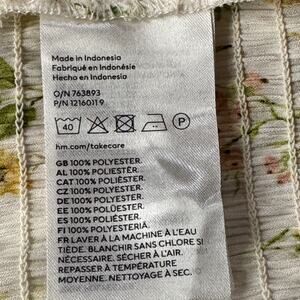 Made in Indonesia
Fabriqué en Indonésie
Hecho en Indonesia
O/N 763893
P/N 12160119
40 P
hm.com/takecare
GB 100% POLYESTER.
AL 100% POLIESTËR.
CAT 100% POLIÈSTER.
CZ 100% POLYESTER.
DE 100% POLYESTER.
EE 100% POLÜESTER.
ES 100% POLIÉSTER.
FI 100% POLYESTERIÄ.
FR LAVER À LA MACHINE À L'EAU
TIÈDE. BLANCHIR SANS CHLORE SI
NÉCESSAIRE. SÉCHER À L'AIR.
REPASSER À TEMPÉRATURE
MOYENNE. NETTOYAGE À SEC.